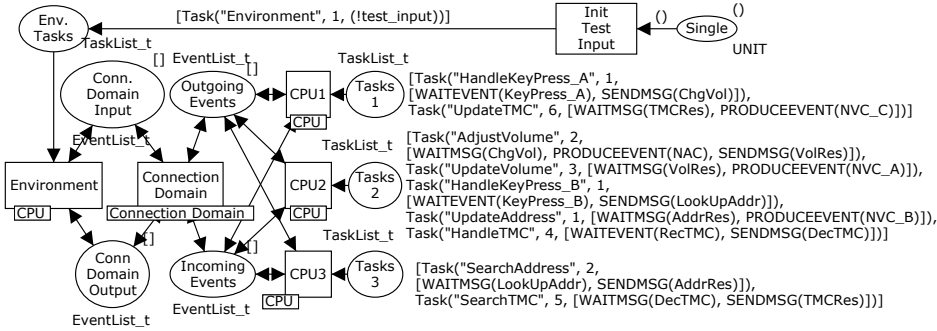 Env.
Tasks
TaskList_t
[Task("Environment", 1, (!test_input))]
Init
Test
Input
()
Single
()
UNIT
[]
EventList_t
Conn.
Domain
Input
EventList_t
Outgoing
Events
[]
TaskList_t
CPU1
CPU
Tasks
1
[Task("HandleKeyPress_A", 1,
[WAITEVENT(KeyPress_A), SENDMSG(ChgVol)]),
Task("UpdateTMC", 6, [WAITMSG(TMCRes), PRODUCEEVENT(NVC_C)])]
Environment
CPU
Connection
Domain
Connection Domain
TaskList_t
CPU2
CPU
Tasks
2
[Task("AdjustVolume", 2,
[WAITMSG(ChgVol), PRODUCEEVENT(NAC), SENDMSG(VolRes)]),
Task("UpdateVolume", 3, [WAITMSG(VolRes), PRODUCEEVENT(NVC_A)]),
Task("HandleKeyPress_B", 1,
[WAITEVENT(KeyPress_B), SENDMSG(LookUpAddr)]),
Task("UpdateAddress", 1, [WAITMSG(AddrRes), PRODUCEEVENT(NVC_B)]),
Task("HandleTMC", 4, [WAITEVENT(RecTMC), SENDMSG(DecTMC)])]
[]
Conn
Domain
Output
EventList_t
Incoming
Events
[]
EventList_t
TaskList_t
CPU3
CPU
Tasks
3
[Task("SearchAddress", 2,
[WAITMSG(LookUpAddr), SENDMSG(AddrRes)]),
Task("SearchTMC", 5, [WAITMSG(DecTMC), SENDMSG(TMCRes)])]